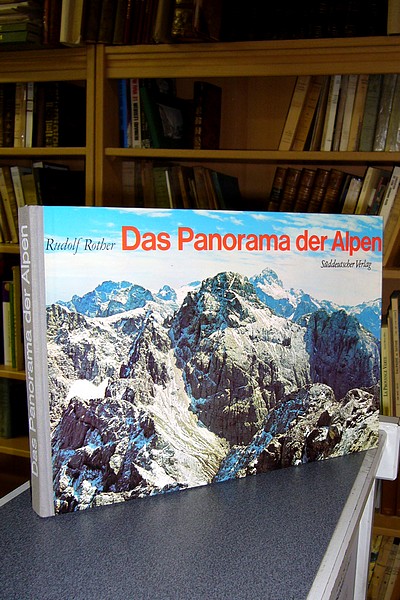 Rudolf Rother Das Panorama der Alpen
Süddeutscher Verlag
Das Panorama der Alpen